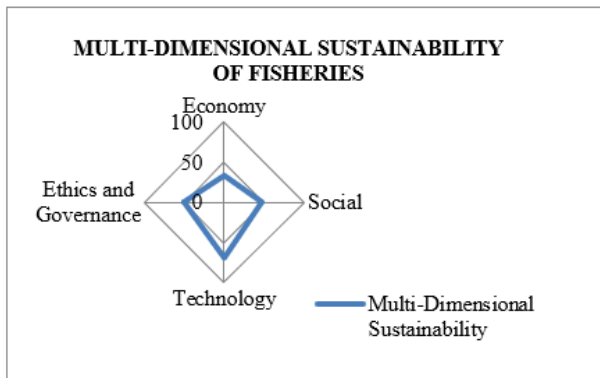 MULTI-DIMENSIONAL SUSTAINABILITY
OF FISHERIES
Economy
100
50
0
Ethics and
Governance
Social
Technology
Multi-Dimensional
Sustainability